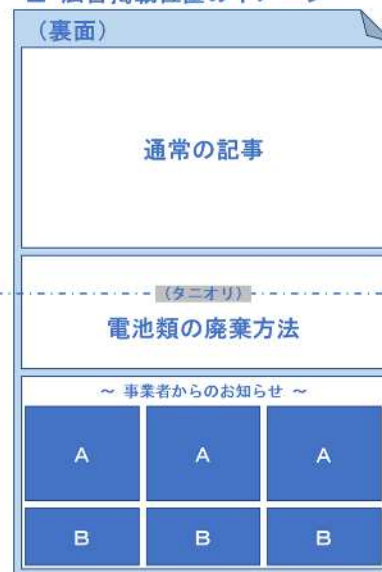 (裏面)
通常の記事
(タニオリ)
電池類の廃棄方法
~ 事業者からのお知らせ ~
A A A
B B B